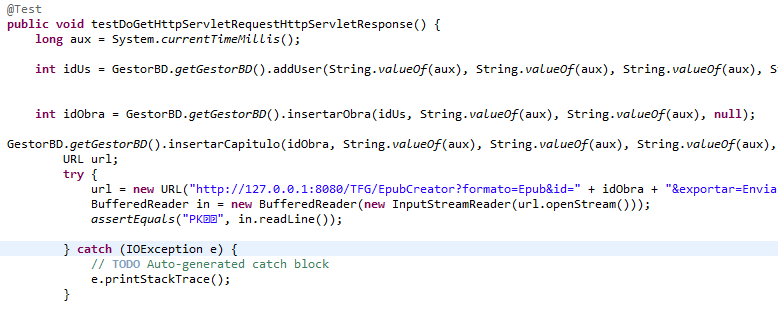 @Test
public void testDoGetHttpServletRequestHttpServletResponse() {
long aux = System.currentTimeMillis();
int idUs = GestorBD.getGestorBD().addUser(String.valueOf(aux), String.valueOf(aux), String.valueOf(aux), S
int idObra = GestorBD.getGestorBD().insertarObra(idUs, String.valueOf(aux), String.valueOf(aux), null);
GestorBD.getGestorBD().insertarCapitulo(idObra, String.valueOf(aux), String.valueOf(aux), String.valueOf(aux),
URL url;
try {
url = new URL("http://127.0.0.1:8080/TFG/EpubCreator?formato=Epub&id=" + idObra + "&exportar=Envia
BufferedReader in = new BufferedReader(new InputStreamReader(url.openStream()));
assertEquals("PK", in.readLine());
} catch (IOException e) {
// TODO Auto-generated catch block
e.printStackTrace();
}